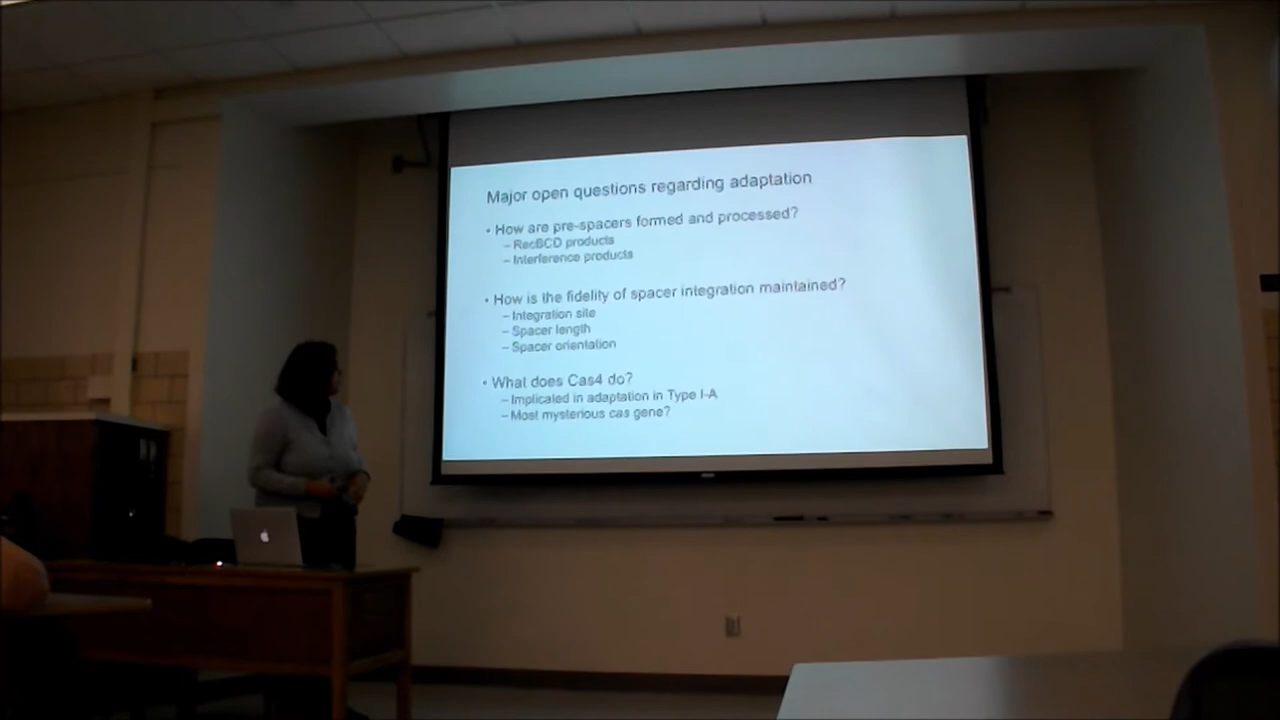 Major open questions regarding adaptation
• How are pre-spacers formed and processed?
– RecBCD products
– Interference products
• How is the fidelity of spacer integration maintained?
– Integration site
– Spacer length
– Spacer orientation
• What does Cas4 do?
– Implicated in adaptation in Type I-A
– Most mysterious cas gene?